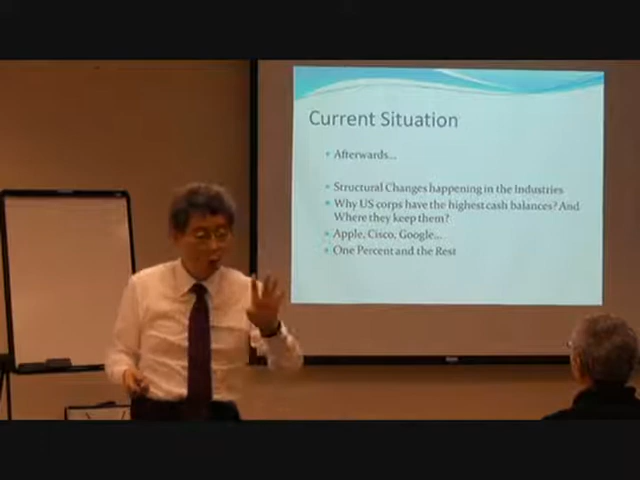 Current Situation
Afterwards...
Structural Changes happening in the Industries
Why US corps have the highest cash balances? And
Where they keep them?
Apple, Cisco, Google...
One Percent and the Rest